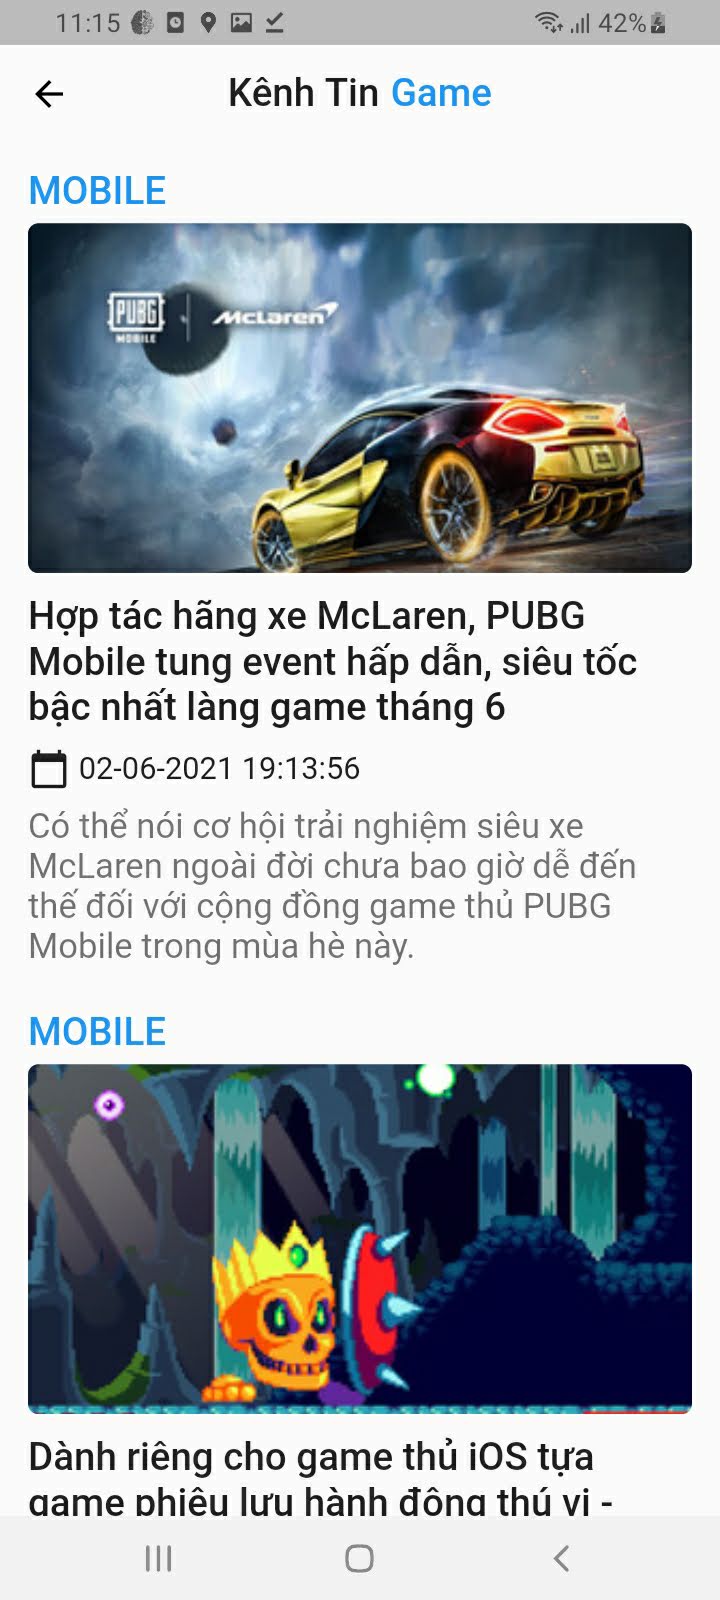 11:15
42%
Kênh Tin Game
MOBILE
PUBG
MOBILE
McLaren
Hợp tác hãng xe McLaren, PUBG
Mobile tung event hấp dẫn, siêu tốc
bậc nhất làng game tháng 6
02-06-2021 19:13:56
Có thể nói cơ hội trải nghiệm siêu xe
McLaren ngoài đời chưa bao giờ dễ đến
thế đối với cộng đồng game thủ PUBG
Mobile trong mùa hè này.
MOBILE
Dành riêng cho game thủ iOS tựa
game phiêu lưu hành động thú vị -